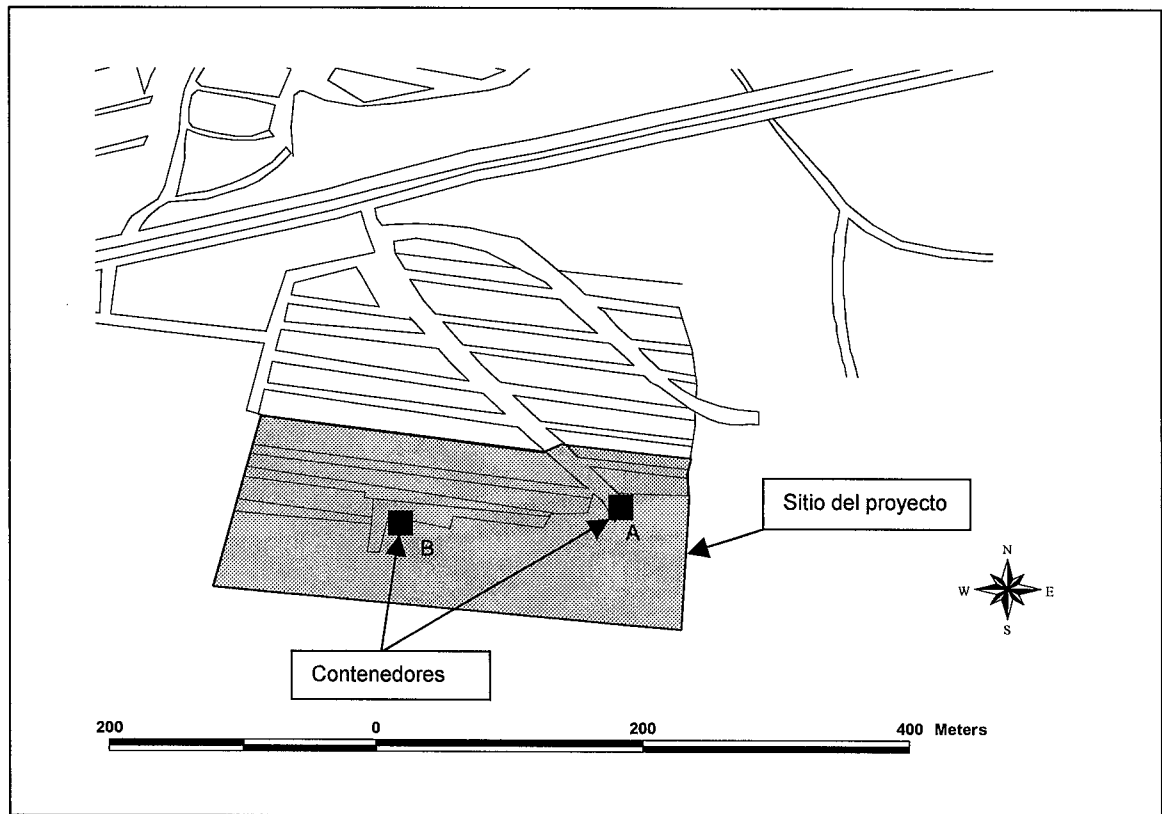 Sitio del proyecto
A
B
N
W E
S
Contenedores
200 0 200 400 Meters